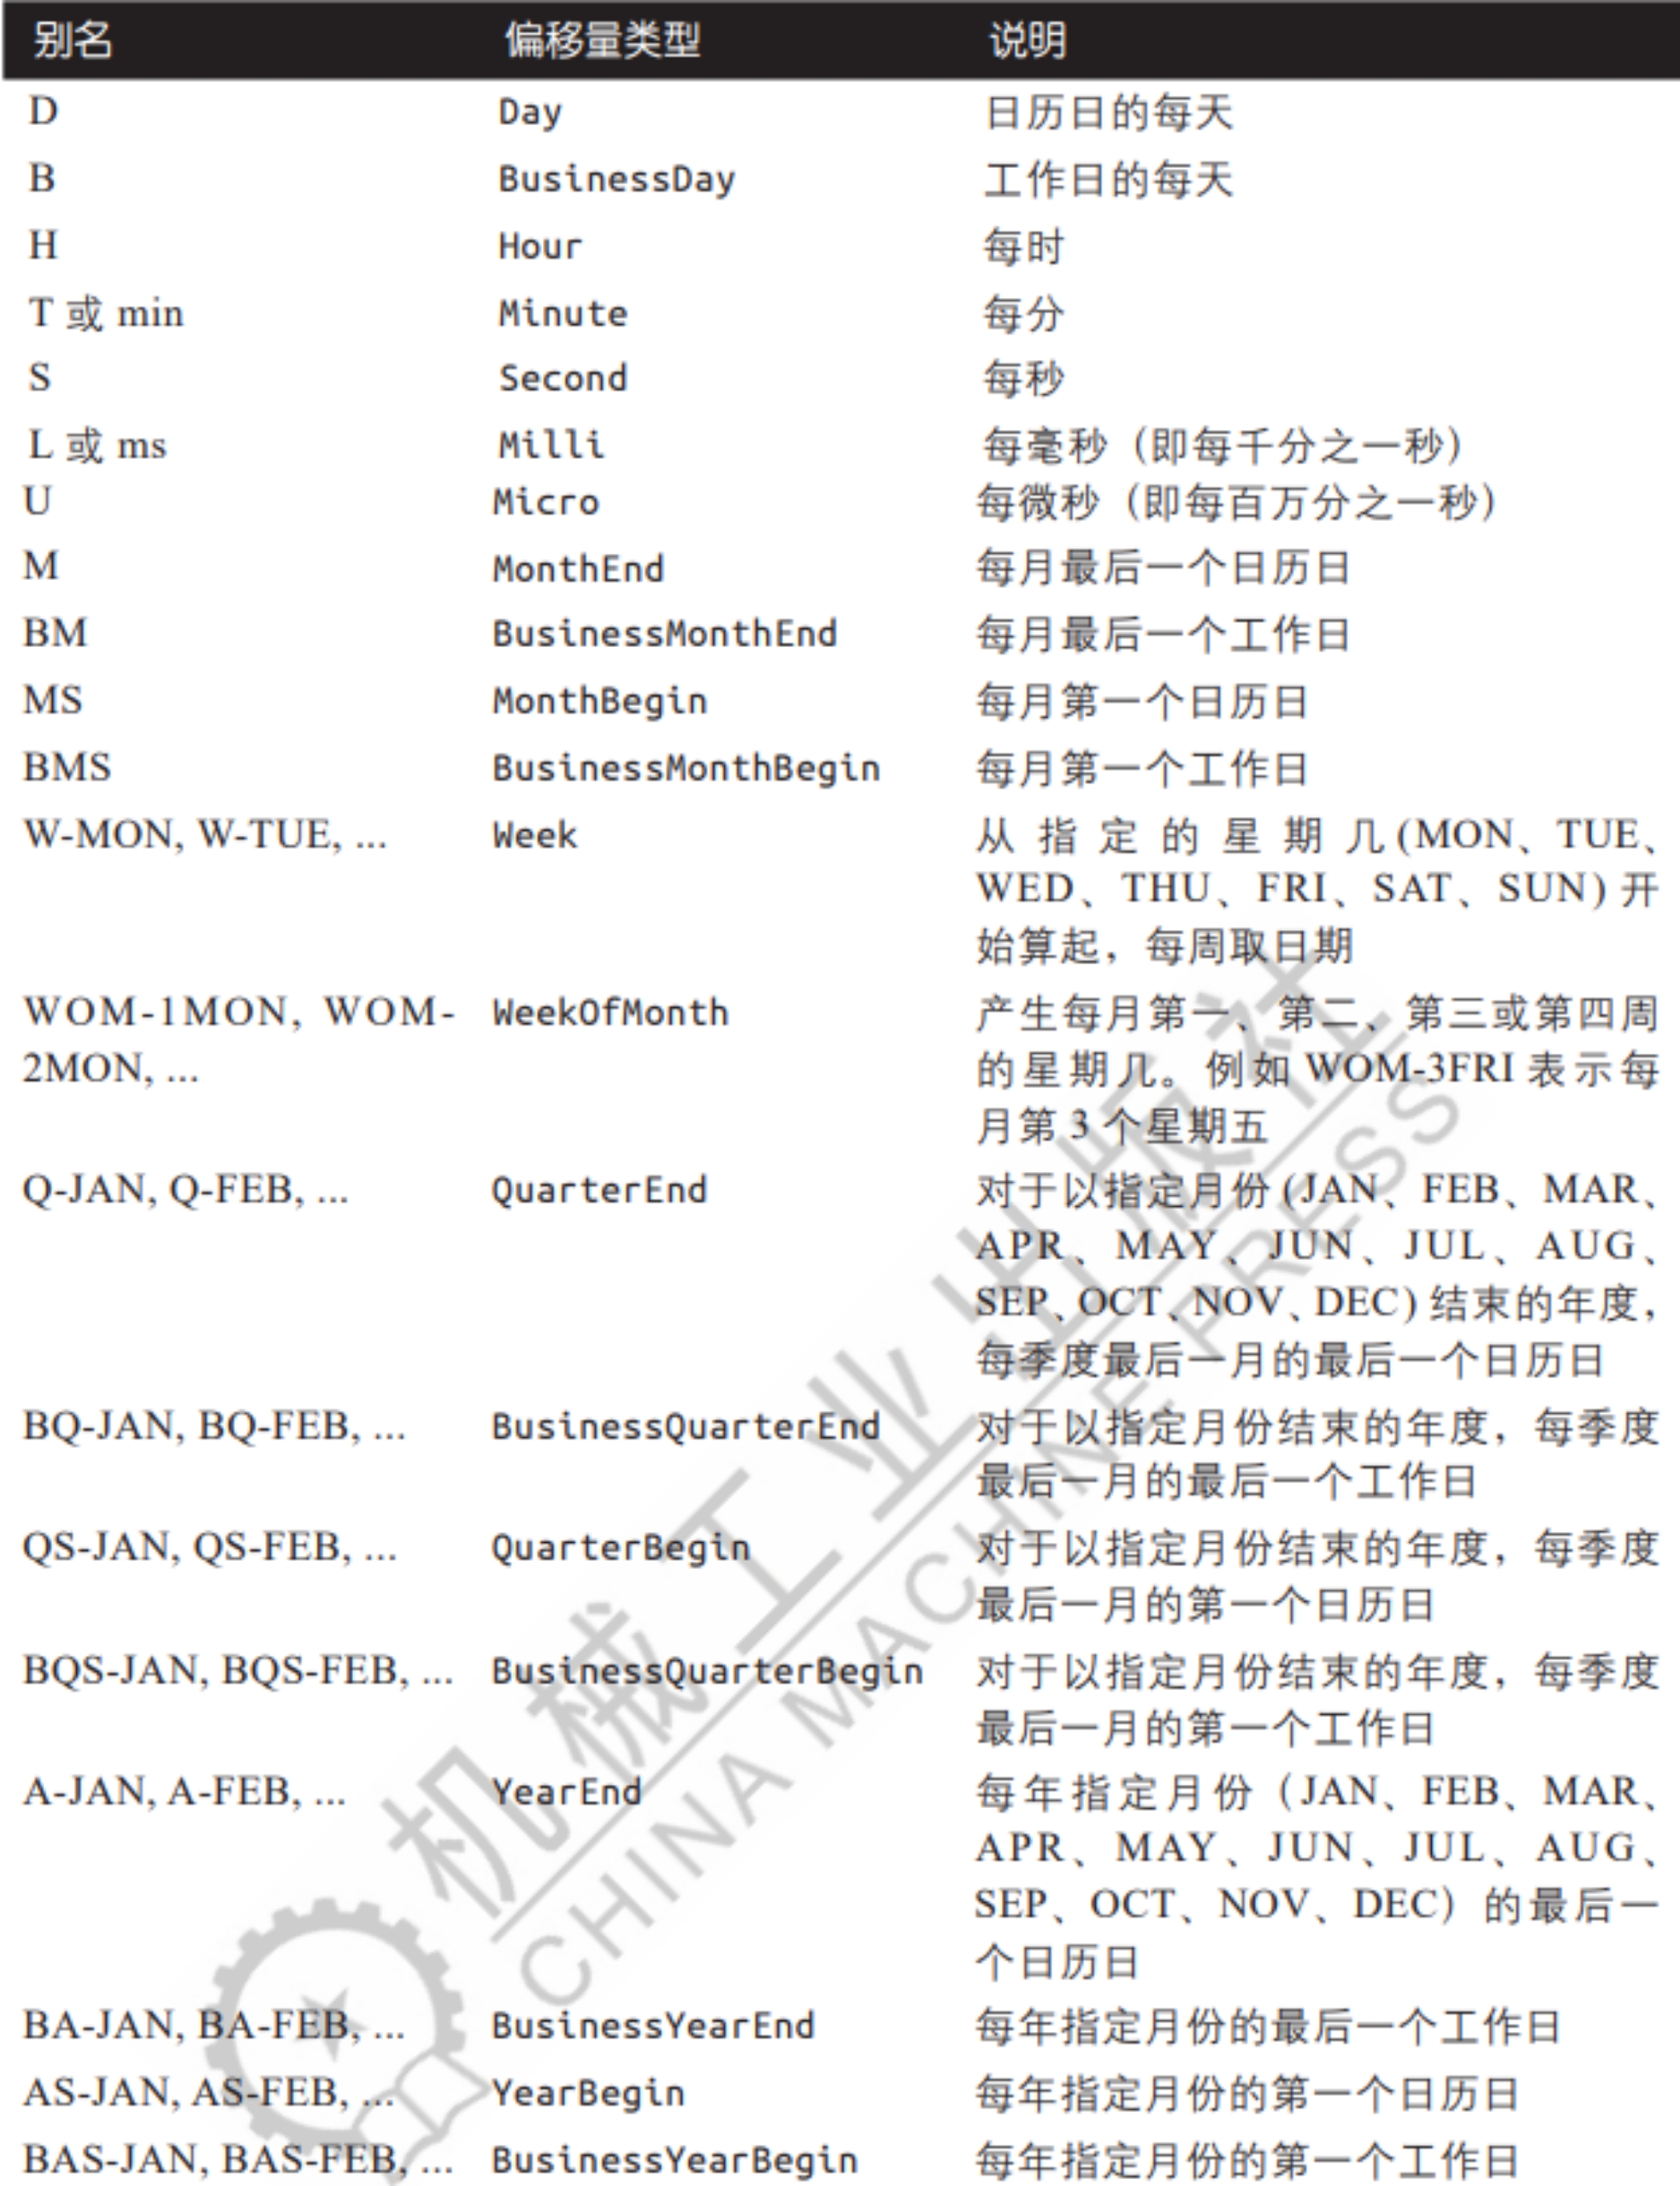 别名 偏移量类型 说明
D Day 日历日的每天
B BusinessDay 工作日的每天
H Hour 每时
T 或 min Minute 每分
S Second 每秒
L 或 ms Milli 每毫秒（即每千分之一秒）
U Micro 每微秒（即每百万分之一秒）
M MonthEnd 每月最后一个日历日
BM BusinessMonthEnd 每月最后一个工作日
MS MonthBegin 每月第一个日历日
BMS BusinessMonthBegin 每月第一个工作日
W-MON, W-TUE, ... Week 从指定的星期几(MON、TUE、
WED、THU、FRI、SAT、SUN) 开
始算起，每周取日期
WOM-1MON, WOM- WeekOfMonth 产生每月第一、第二、第三或第四周
2MON, ... 的星期几。例如 WOM-3FRI 表示每
月第 3 个星期五
Q-JAN, Q-FEB, ... QuarterEnd 对于以指定月份 (JAN、FEB、MAR、
APR、MAY、JUN、JUL、AUG、
SEP、OCT、NOV、DEC) 结束的年度，
每季度最后一月的最后一个日历日
BQ-JAN, BQ-FEB, ... BusinessQuarterEnd 对于以指定月份结束的年度，每季度
最后一月的最后一个工作日
QS-JAN, QS-FEB, ... QuarterBegin 对于以指定月份结束的年度，每季度
最后一月的第一个日历日
BQS-JAN, BQS-FEB, ... BusinessQuarterBegin 对于以指定月份结束的年度，每季度
最后一月的第一个工作日
A-JAN, A-FEB, ... YearEnd 每年指定月份（JAN、FEB、MAR、
APR、MAY、JUN、JUL、AUG、
SEP、OCT、NOV、DEC）的最后一
个日历日
BA-JAN, BA-FEB, ... BusinessYearEnd 每年指定月份的最后一个工作日
AS-JAN, AS-FEB, ... YearBegin 每年指定月份的第一个日历日
BAS-JAN, BAS-FEB, ... BusinessYearBegin 每年指定月份的第一个工作日
机械工业出版社
CHINA MACHINE PRESS